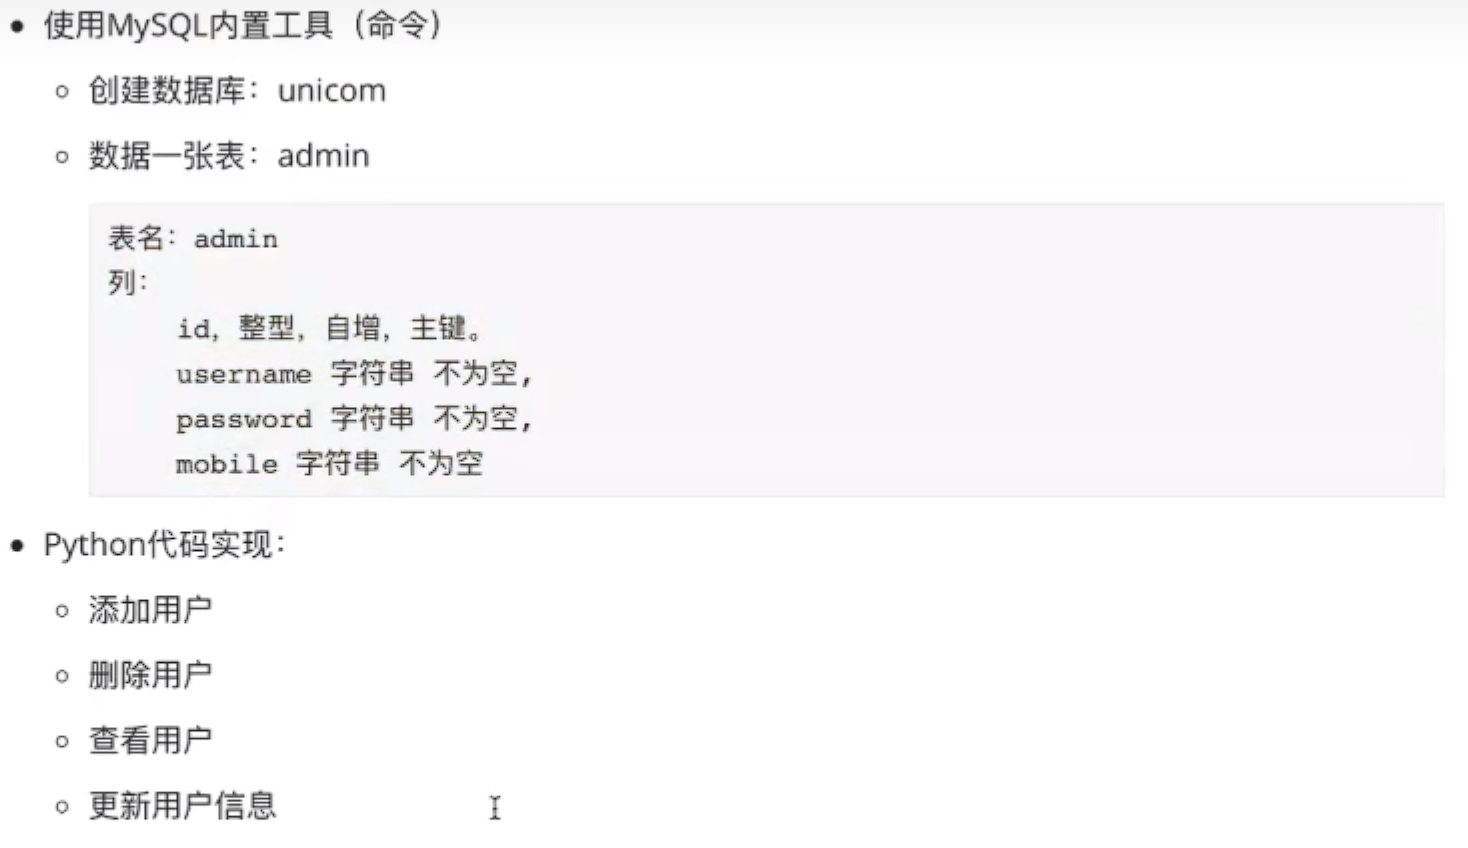 使用MySQL内置工具（命令）
创建数据库：unicom
数据一张表：admin
表名：admin
列：
id，整型，自增，主键。
username 字符串 不为空,
password 字符串 不为空,
mobile 字符串 不为空
Python代码实现：
添加用户
删除用户
查看用户
更新用户信息